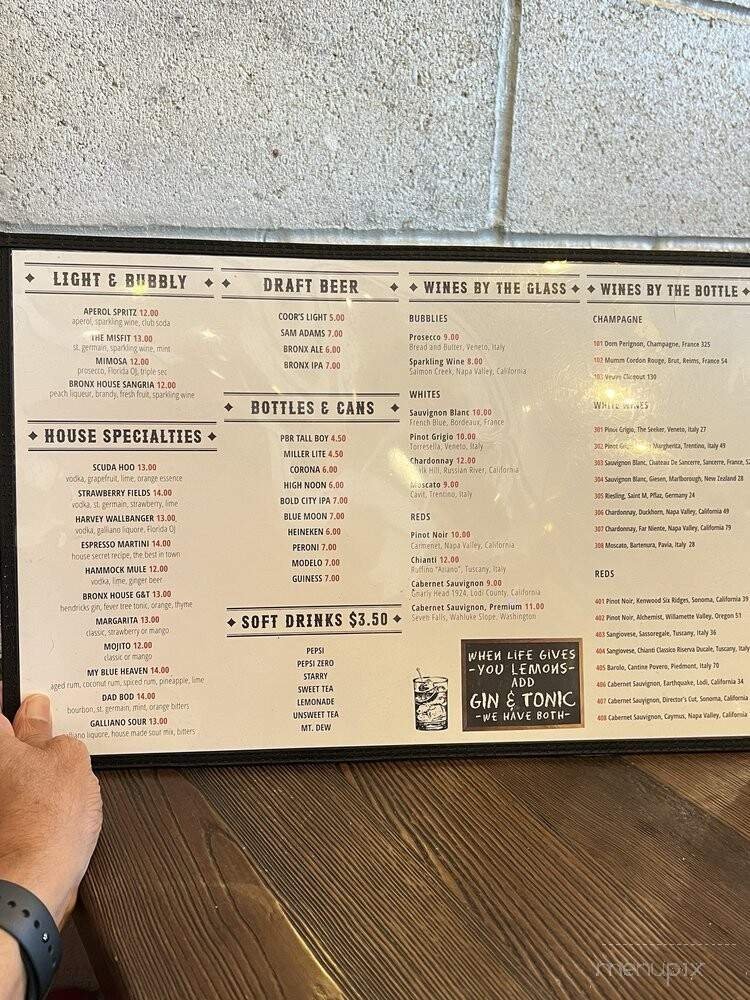 LIGHT & BUBBLY
APEROL SPRITZ 12.00
aperol, sparkling wine, club soda
THE MISFIT 13.00
st. germain, sparkling wine, mint
MIMOSA 12.00
prosecco, Florida OJ, triple sec
BRONX HOUSE SANGRIA 12.00
peach liqueur, brandy, fresh fruit, sparkling wine
HOUSE SPECIALTIES
SCUDA HOO 13.00
vodka, grapefruit, lime, orange essence
STRAWBERRY FIELDS 14.00
vodka, st. germain, strawberry, lime
HARVEY WALLBANGER 13.00
vodka, galliano liquore, Florida OJ
ESPRESSO MARTINI 14.00
house secret recipe, the best in town
HAMMOCK MULE 12.00
vodka, lime, ginger beer
BRONX HOUSE G&T 13.00
hendricks gin, fever tree tonic, orange, thyme
MARGARITA 13.00
classic, strawberry or mango
MOJITO 12.00
classic or mango
MY BLUE HEAVEN 14.00
aged rum, coconut rum, spiced rum, pineapple, lime
DAD BOD 14.00
bourbon, st. germain, mint, orange bitters
GALLIANO SOUR 13.00
liquore, house made sour mix, bitters
DRAFT BEER
COOR'S LIGHT 5.00
SAM ADAMS 7.00
BRONX ALE 6.00
BRONX IPA 7.00
BOTTLES & CANS
PBR TALL BOY 4.50
MILLER LITE 4.50
CORONA 6.00
HIGH NOON 6.00
BOLD CITY IPA 7.00
BLUE MOON 7.00
HEINEKEN 6.00
PERONI 7.00
MODELO 7.00
GUINESS 7.00
SOFT DRINKS $3.50
PEPSI
PEPSI ZERO
STARRY
SWEET TEA
LEMONADE
UNSWEET TEA
MT. DEW
WINES BY THE GLASS
BUBBLIES
Prosecco 9.00
Bread and Butter, Veneto, Italy
Sparkling Wine 8.00
Salmon Creek, Napa Valley, California
WHITES
Sauvignon Blanc 10.00
French Blue, Bordeaux, France
Pinot Grigio 10.00
Torresella, Veneto, Italy
Chardonnay 12.00
Chalk Hill, Russian River, California
Moscato 9.00
Cavit, Trentino, Italy
REDS
Pinot Noir 10.00
Carmenet, Napa Valley, California
Chianti 12.00
Ruffino "Aziano", Tuscany, Italy
Cabernet Sauvignon 9.00
Gnarly Head 1924, Lodi County, California
Cabernet Sauvignon, Premium 11.00
Seven Falls, Wahluke Slope, Washington
WHEN LIFE GIVES
-YOU LEMONS-
ADD
GIN & TONIC
-WE HAVE BOTH-
WINES BY THE BOTTLE
CHAMPAGNE
101 Dom Perignon, Champagne, France 325
102 Mumm Cordon Rouge, Brut, Reims, France 54
103 Veuve Clicquot 130
WHITE WINES
301 Pinot Grigio, The Seeker, Veneto, Italy 27
302 Pinot Margherita, Trentino, Italy 49
303 Sauvignon Blanc, Chateau De Sancerre, Sancerre, France, 52
304 Sauvignon Blanc, Giesen, Marlborough, New Zealand 28
305 Riesling, Saint M, Pflaz, Germany 24
306 Chardonnay, Duckhorn, Napa Valley, California 49
307 Chardonnay, Far Niente, Napa Valley, California 79
308 Moscato, Bartenura, Pavia, Italy 28
REDS
401 Pinot Noir, Kenwood Six Ridges, Sonoma, California 39
402 Pinot Noir, Alchemist, Willamette Valley, Oregon 51
403 Sangiovese, Sassoregale, Tuscany, Italy 36
404 Sangiovese, Chianti Classico Riserva Ducale, Tuscany, Italy
405 Barolo, Cantine Povero, Piedmont, Italy 70
406 Cabernet Sauvignon, Earthquake, Lodi, California 34
407 Cabernet Sauvignon, Director's Cut, Sonoma, California
408 Cabernet Sauvignon, Caymus, Napa Valley, California
menupix